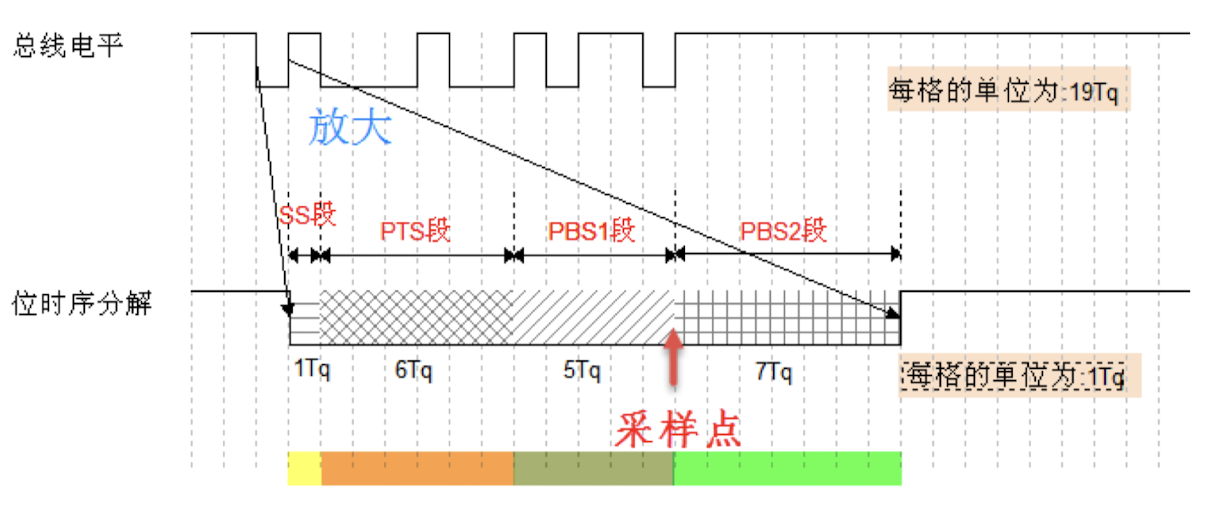 总线电平
每格的单位为:19Tq
放大
SS段
PTS段
PBS1段
PBS2段
位时序分解
1Tq
6Tq
5Tq
7Tq
每格的单位为:1Tq
采样点